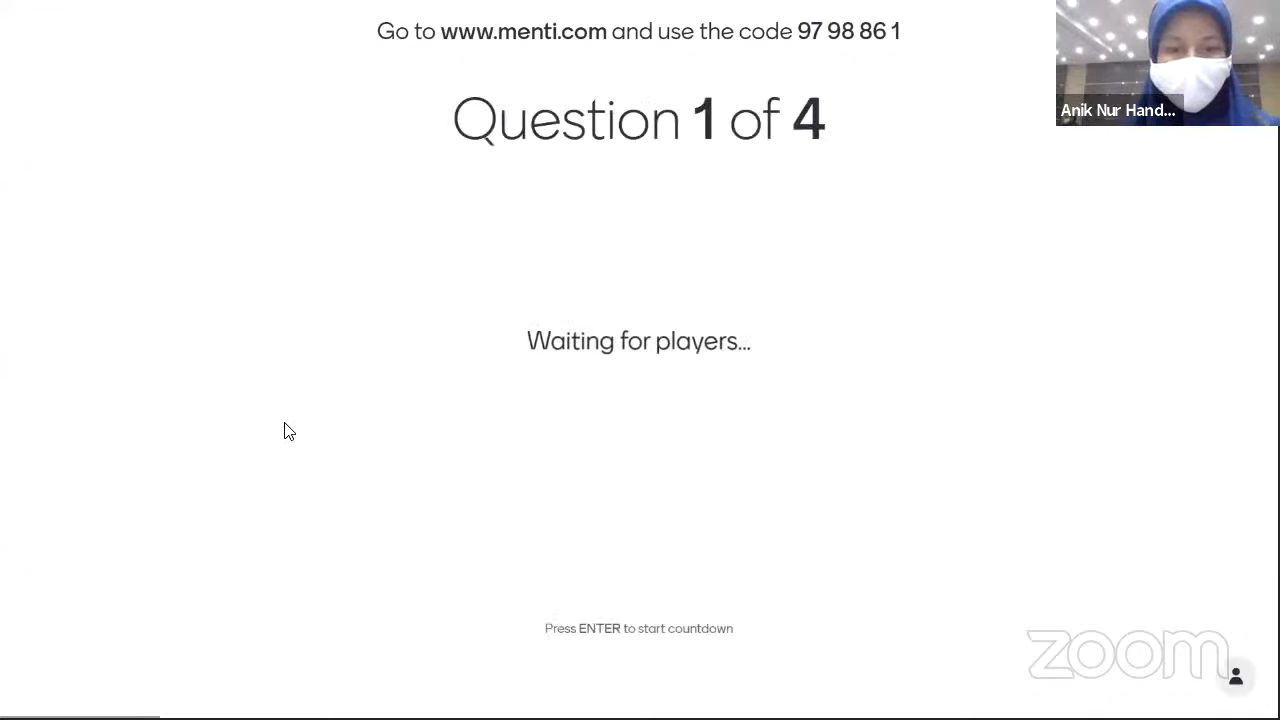 Go to www.menti.com and use the code 97 98 86 1
Anik Nur Hand...
Question 1 of 4
Waiting for players...
Press ENTER to start countdown
zoom